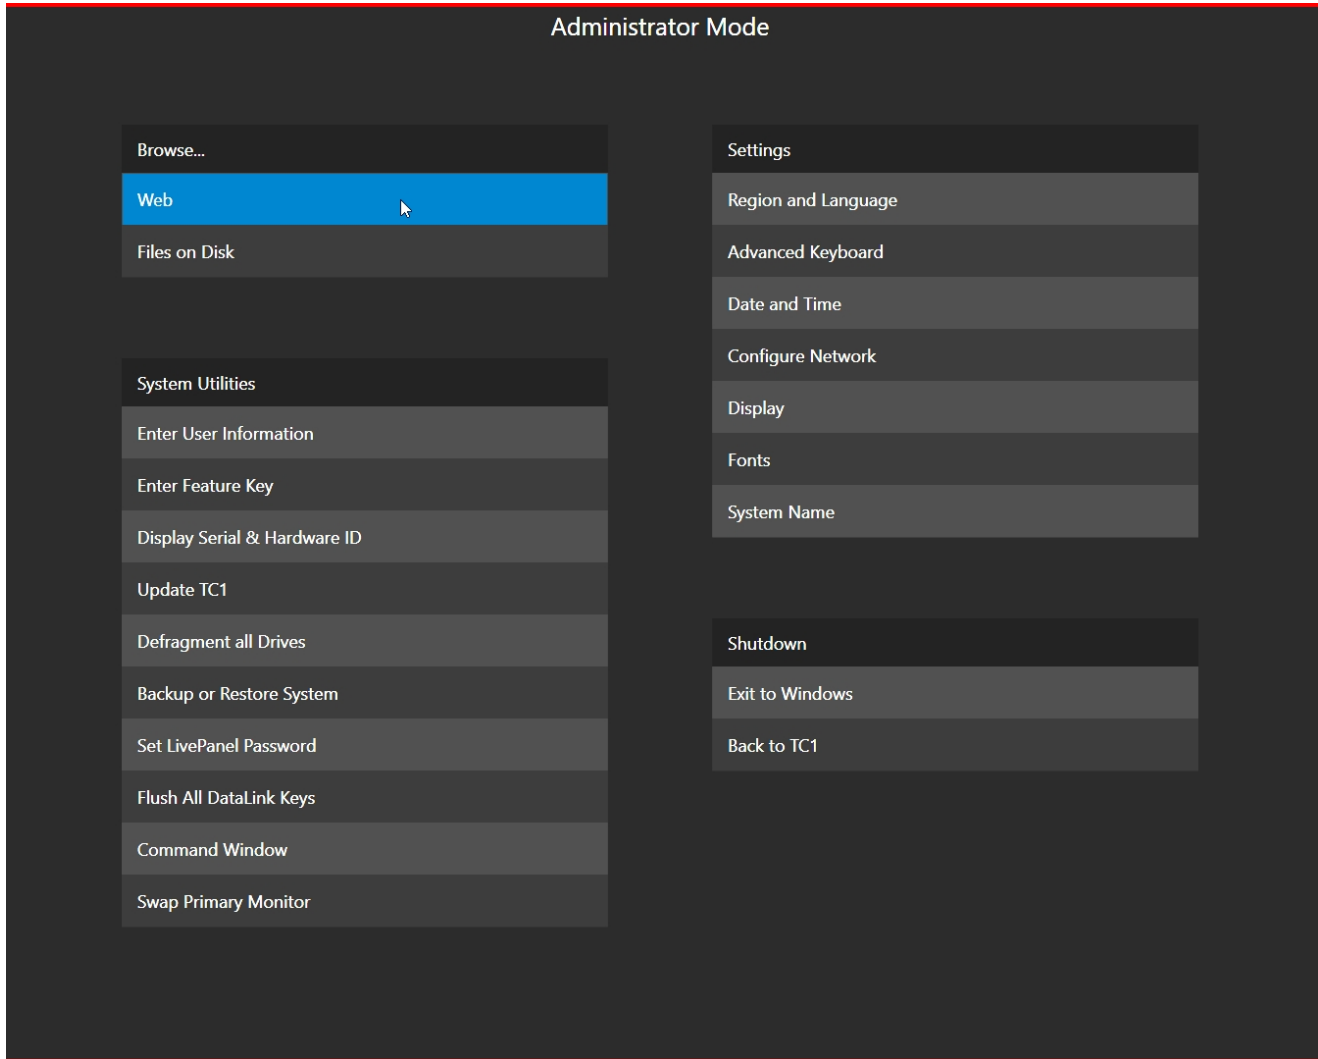 Administrator Mode
Browse...
Web
Files on Disk
System Utilities
Enter User Information
Enter Feature Key
Display Serial & Hardware ID
Update TC1
Defragment all Drives
Backup or Restore System
Set LivePanel Password
Flush All DataLink Keys
Command Window
Swap Primary Monitor
Settings
Region and Language
Advanced Keyboard
Date and Time
Configure Network
Display
Fonts
System Name
Shutdown
Exit to Windows
Back to TC1